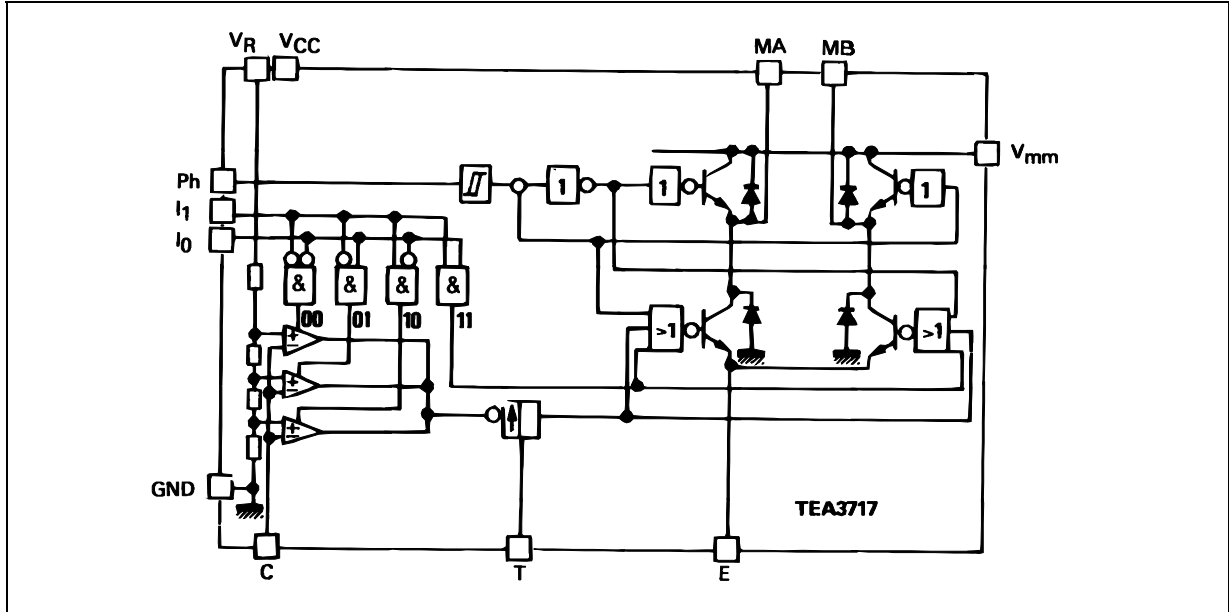 VR VCC MA MB
Vmm
Ph 1 1 1
I1
I0
& & & &
00 01 10 11
>1 >1
+
−
+
−
+
−
GND
TEA3717
C T E